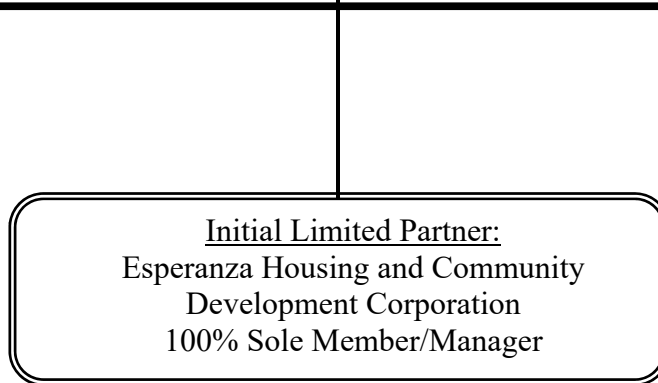 Initial Limited Partner:
Esperanza Housing and Community
Development Corporation
100% Sole Member/Manager